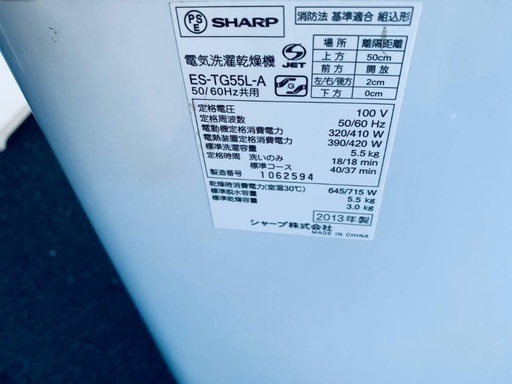 PSE SHARP
電気洗濯乾燥機
S-JET
ES-TG55L-A
50/60Hz共用
消防法 基準適合 組込形
場所 離隔距離
上方 50cm
前方 開放
左/右/後方 2cm
下方 0cm
定格電圧 100 V
定格周波数 50/60 Hz
電動機定格消費電力 320/410 W
電熱装置定格消費電力 390/420 W
標準洗濯容量 5.5 kg
定格時間 洗いのみ 18/18 min
標準コース 40/37 min
製造番号 1062594
乾燥時消費電力(室温30℃) 645/715 W
標準脱水容量 5.5 kg
標準乾燥容量 3.0 kg
シャープ株式会社 2013年製
MADE IN CHINA